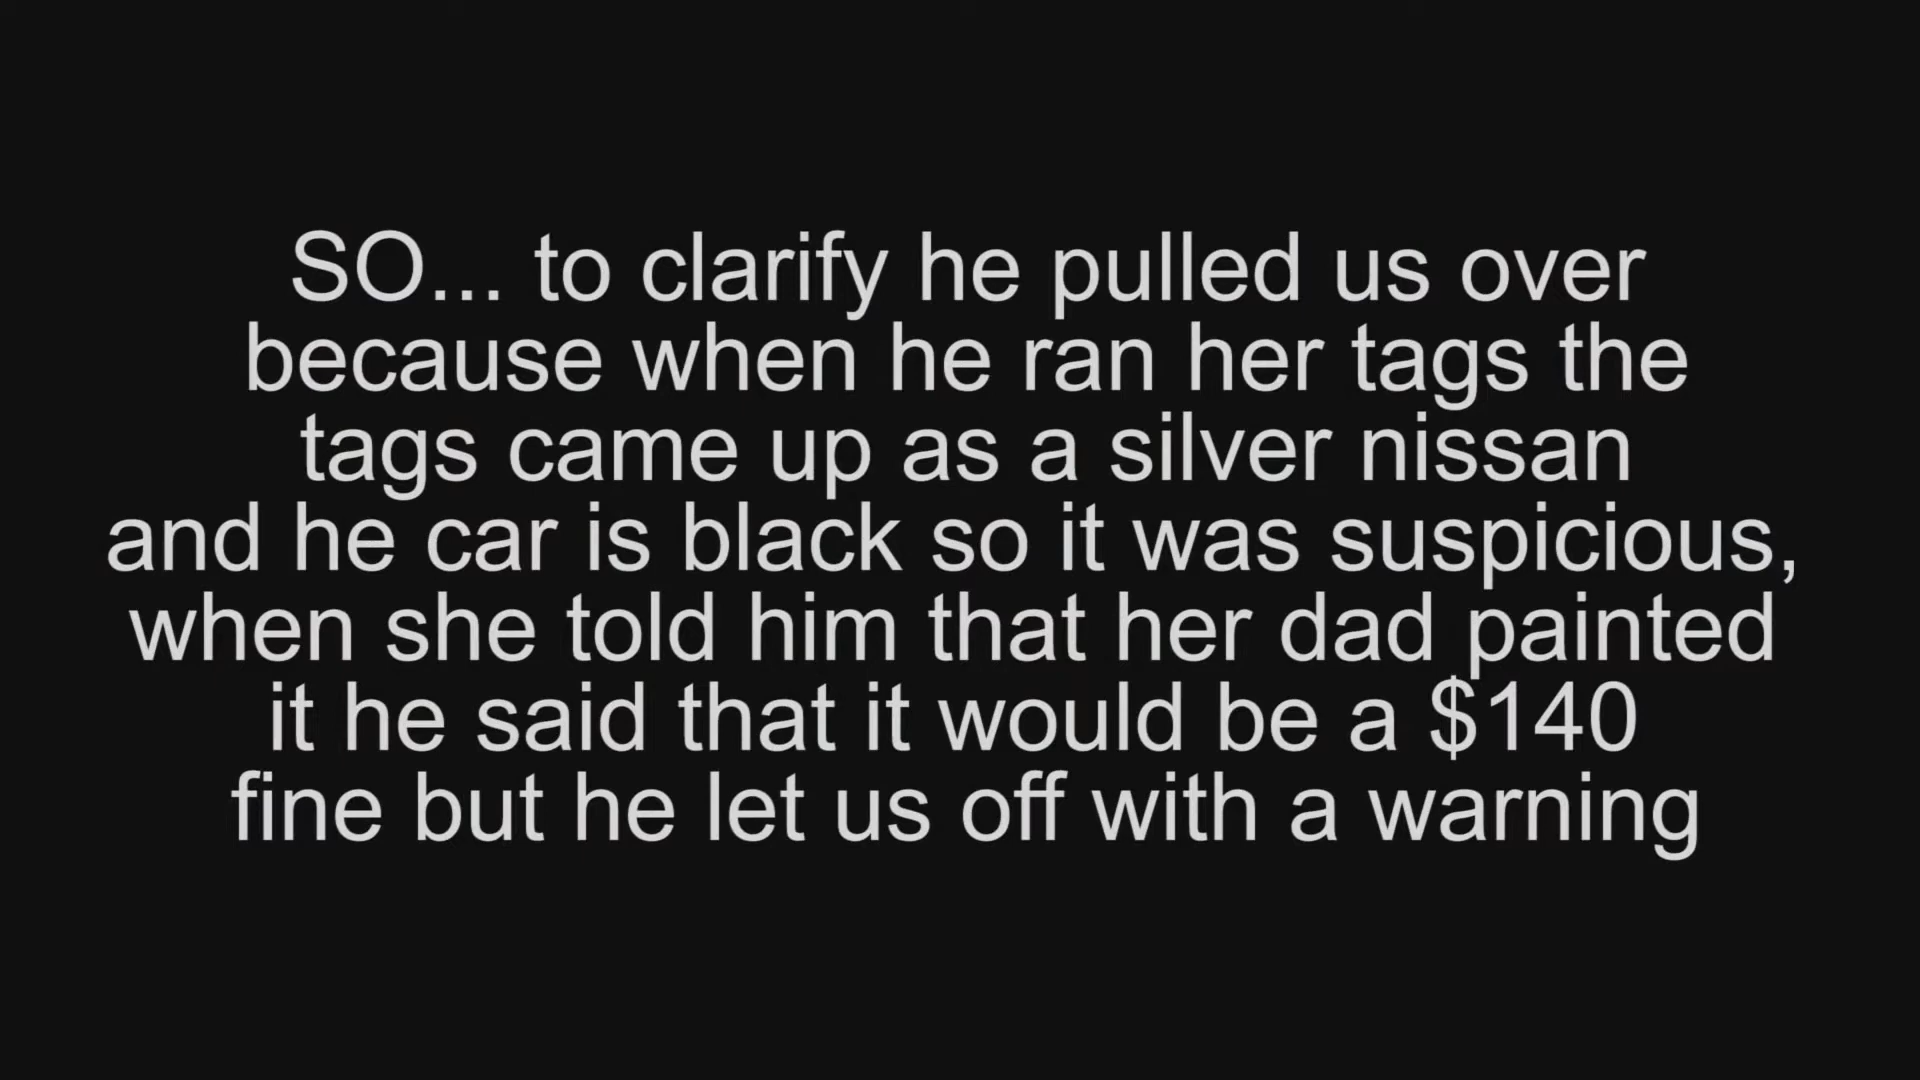 SO... to clarify he pulled us over
because when he ran her tags the
tags came up as a silver nissan
and he car is black so it was suspicious,
when she told him that her dad painted
it he said that it would be a $140
fine but he let us off with a warning